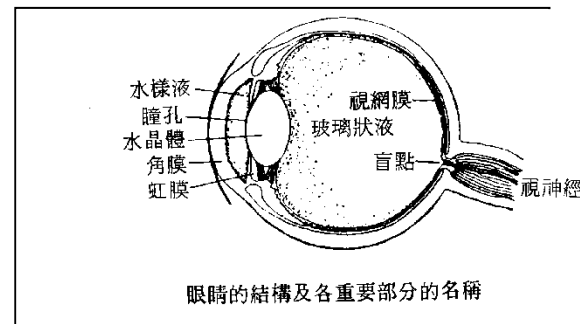 水樣液
瞳孔
水晶體
角膜
虹膜
視網膜
玻璃狀液
盲點
視神經
眼睛的結構及各重要部分的名稱